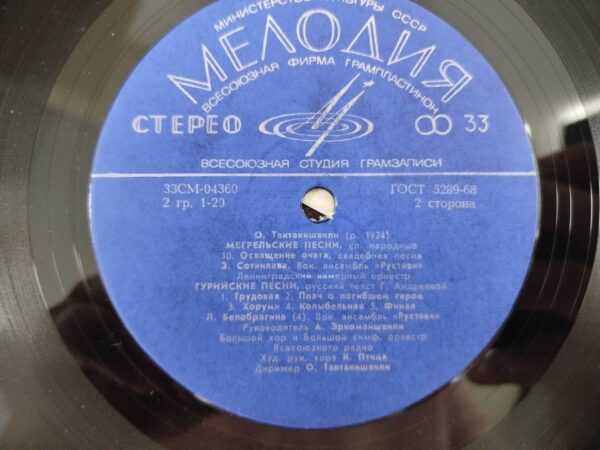 МИНИСТЕРСТВО КУЛЬТУРЫ СССР
МЕЛОДИЯ
ВСЕСОЮЗНАЯ ФИРМА ГРАМПЛАСТИНОК
СТЕРЕО 33
ВСЕСОЮЗНАЯ СТУДИЯ ГРАМЗАПИСИ
33СМ-04360 ГОСТ 5289-68
2 гр. 1-20 2 сторона
О. Тактакишвили (р. 1924)
МЕГРЕЛЬСКИЕ ПЕСНИ, сл. народные
10. Освящение очага, свадебная песня
З. Соткилава. Вок. ансамбль «Рустави»
Ленинградский камерный оркестр
ГУРИЙСКИЕ ПЕСНИ, русский текст Г. Андреевой
1. Трудовая 2. Плач о погибшем герое
3. Хоруми 4. Колыбельная 5. Финал
Л. Белобрагина (4). Вок. ансамбль «Рустави»
Руководитель А. Эркомайшвили
Большой хор и Большой симф. оркестр
Всесоюзного радио
Худ. рук. хора К. Птица
Дирижер О. Тактакишвили